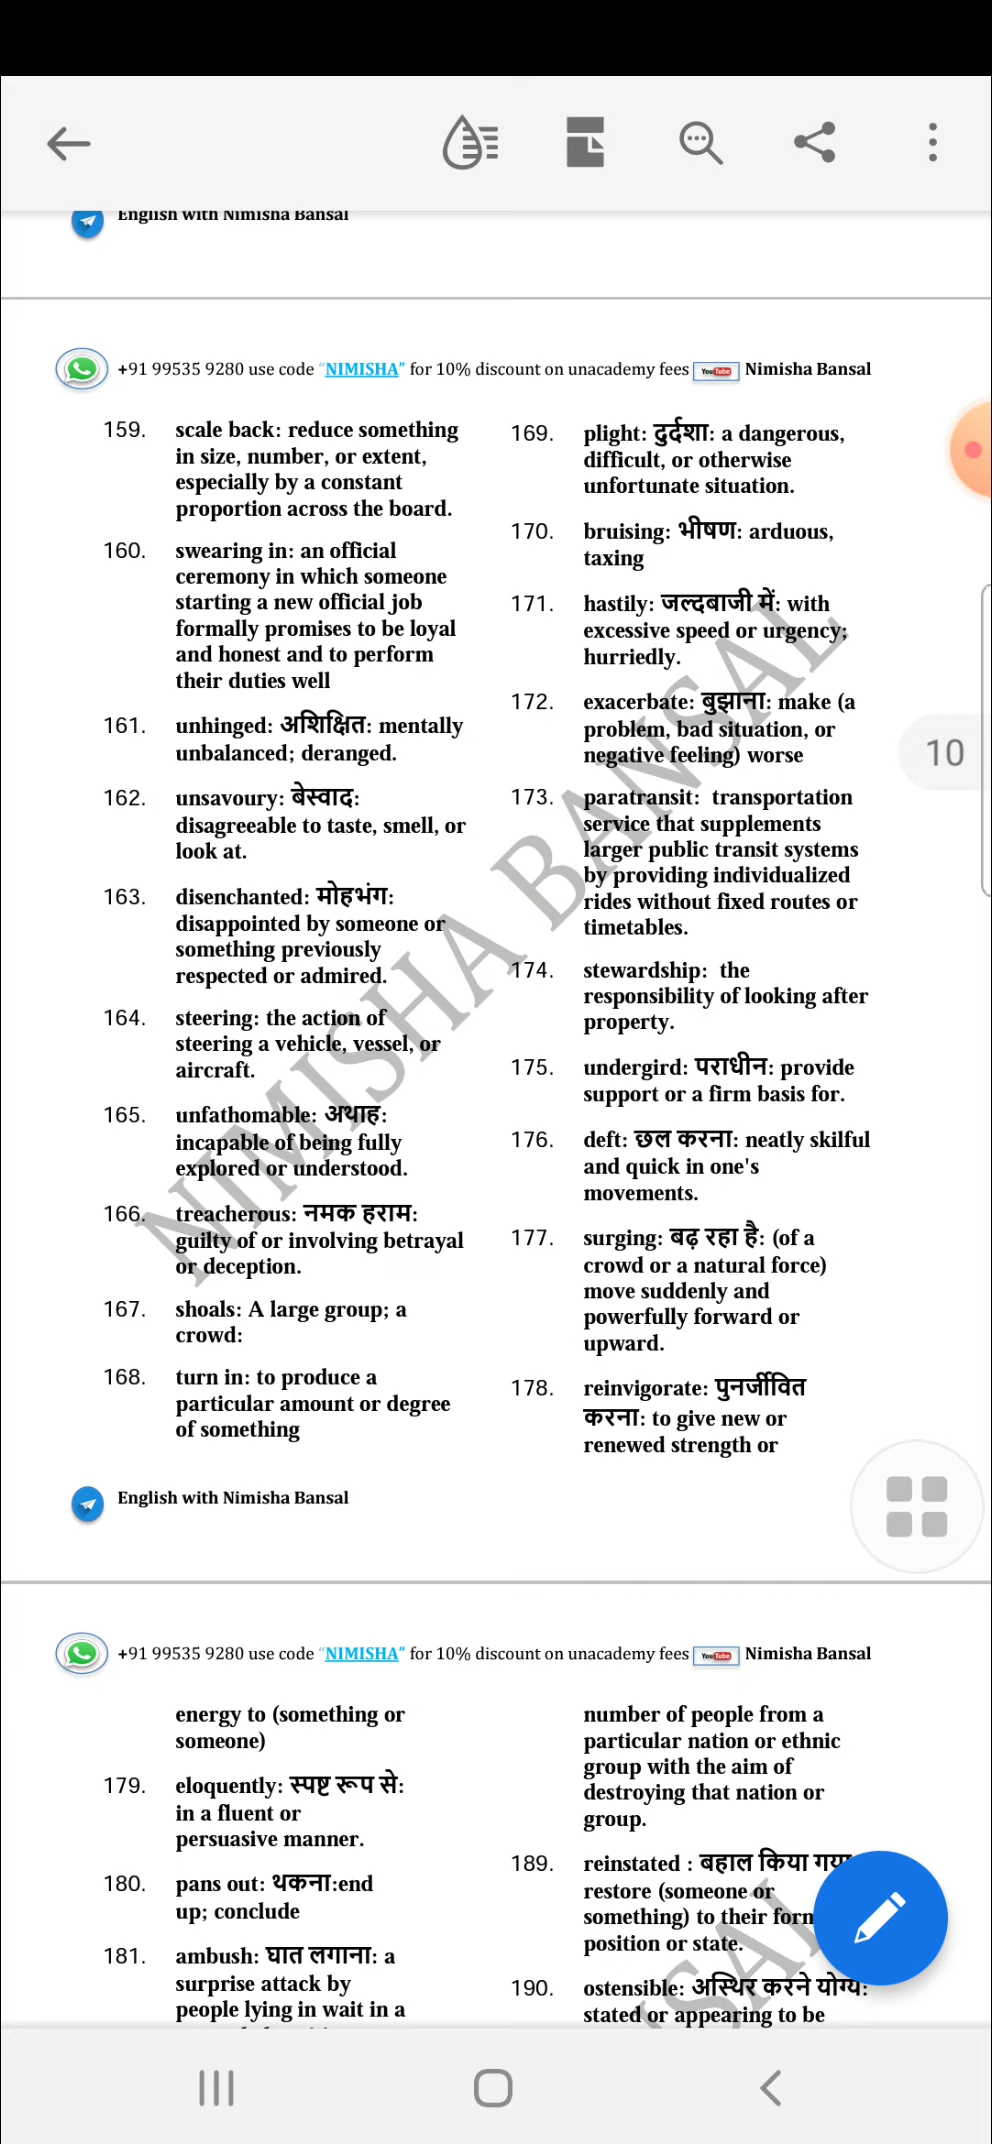 English with Nimisha Bansal
+91 99535 9280 use code "NIMISHA" for 10% discount on unacademy fees YouTube Nimisha Bansal
159. scale back: reduce something
in size, number, or extent,
especially by a constant
proportion across the board.
160. swearing in: an official
ceremony in which someone
starting a new official job
formally promises to be loyal
and honest and to perform
their duties well
161. unhinged: अशिक्षित: mentally
unbalanced; deranged.
162. unsavoury: बेस्वाद:
disagreeable to taste, smell, or
look at.
163. disenchanted: मोहभंग:
disappointed by someone or
something previously
respected or admired.
164. steering: the action of
steering a vehicle, vessel, or
aircraft.
165. unfathomable: अथाह:
incapable of being fully
explored or understood.
166. treacherous: नमक हराम:
guilty of or involving betrayal
or deception.
167. shoals: A large group; a
crowd:
168. turn in: to produce a
particular amount or degree
of something
169. plight: दुर्दशा: a dangerous,
difficult, or otherwise
unfortunate situation.
170. bruising: भीषण: arduous,
taxing
171. hastily: जल्दबाजी में: with
excessive speed or urgency;
hurriedly.
172. exacerbate: बुझाना: make (a
problem, bad situation, or
negative feeling) worse
173. paratransit: transportation
service that supplements
larger public transit systems
by providing individualized
rides without fixed routes or
timetables.
174. stewardship: the
responsibility of looking after
property.
175. undergird: पराधीन: provide
support or a firm basis for.
176. deft: छल करना: neatly skilful
and quick in one's
movements.
177. surging: बढ़ रहा है: (of a
crowd or a natural force)
move suddenly and
powerfully forward or
upward.
178. reinvigorate: पुनर्जीवित
करना: to give new or
renewed strength or
NIMISHA BANSAL
10
English with Nimisha Bansal
+91 99535 9280 use code "NIMISHA" for 10% discount on unacademy fees YouTube Nimisha Bansal
energy to (something or
someone)
179. eloquently: स्पष्ट रूप से:
in a fluent or
persuasive manner.
180. pans out: थकना:end
up; conclude
181. ambush: घात लगाना: a
surprise attack by
people lying in wait in a
number of people from a
particular nation or ethnic
group with the aim of
destroying that nation or
group.
189. reinstated : बहाल किया गया
restore (someone or
something) to their form
position or state.
190. ostensible: अस्थिर करने योग्य:
stated or appearing to be